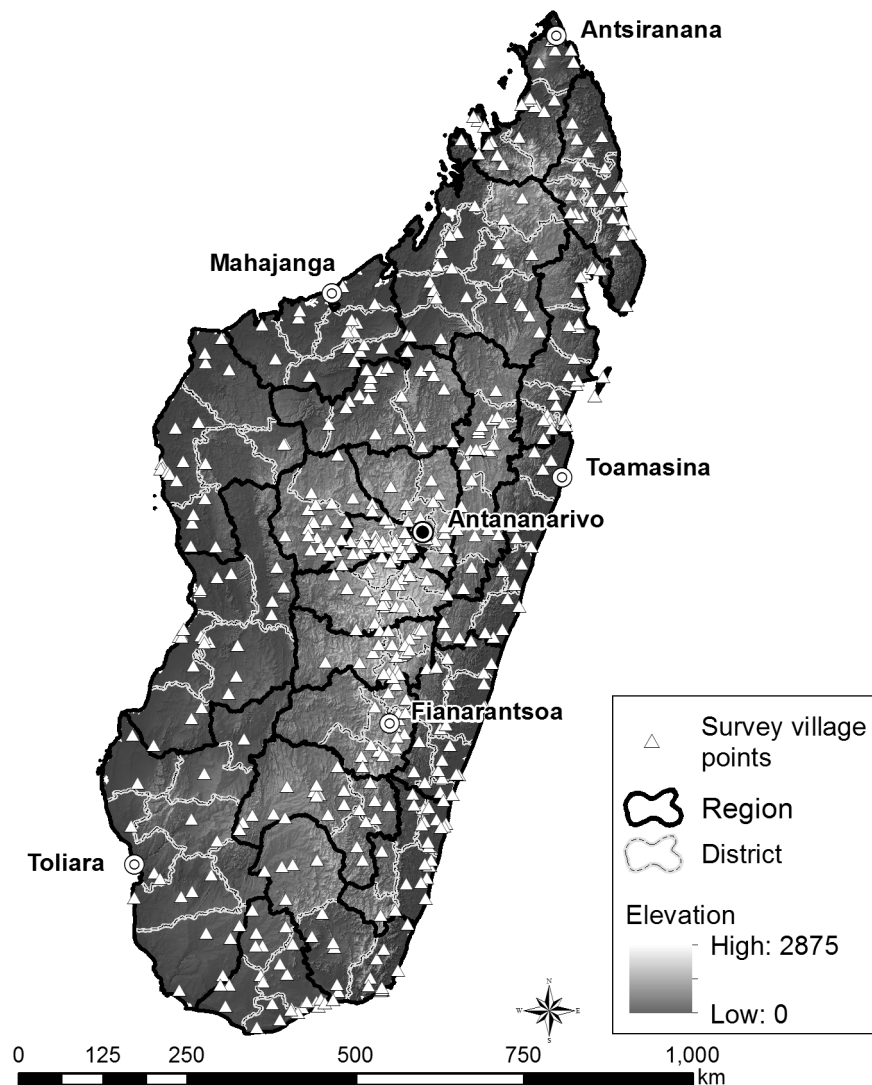 Antsiranana
Mahajanga
Toamasina
Antananarivo
Fianarantsoa
Toliara
Survey village
points
Region
District
Elevation
High: 2875
Low: 0
N
W E
S
0 125 250 500 750 1,000
km